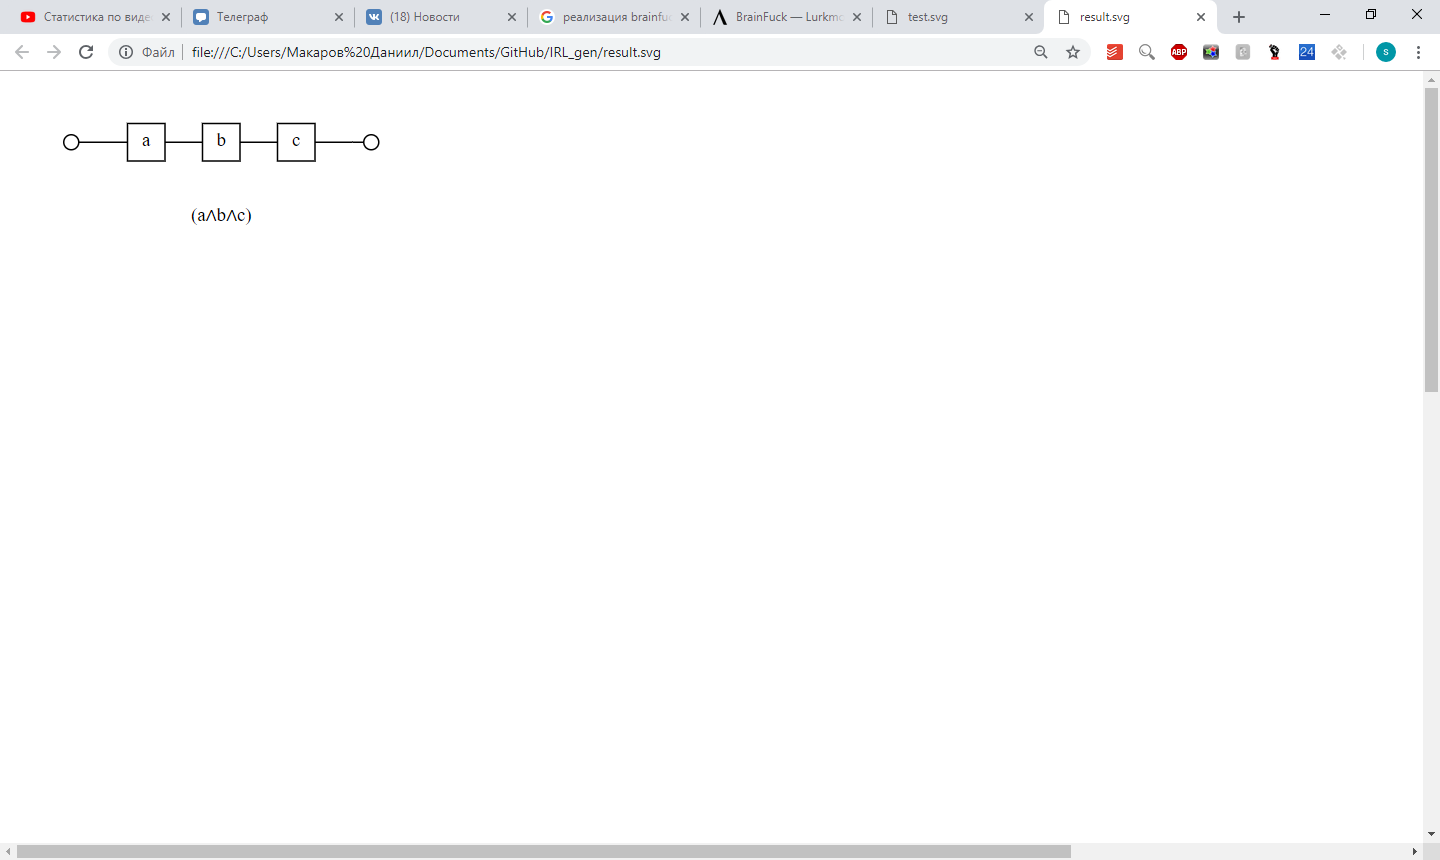 Статистика по виде
Телеграф
(18) Новости
реализация brainfuc
BrainFuck — Lurkmo
test.svg
result.svg
Файл
file:///C:/Users/Макаров%20Даниил/Documents/GitHub/IRL_gen/result.svg
ABP
24
s
a b c
(a∧b∧c)